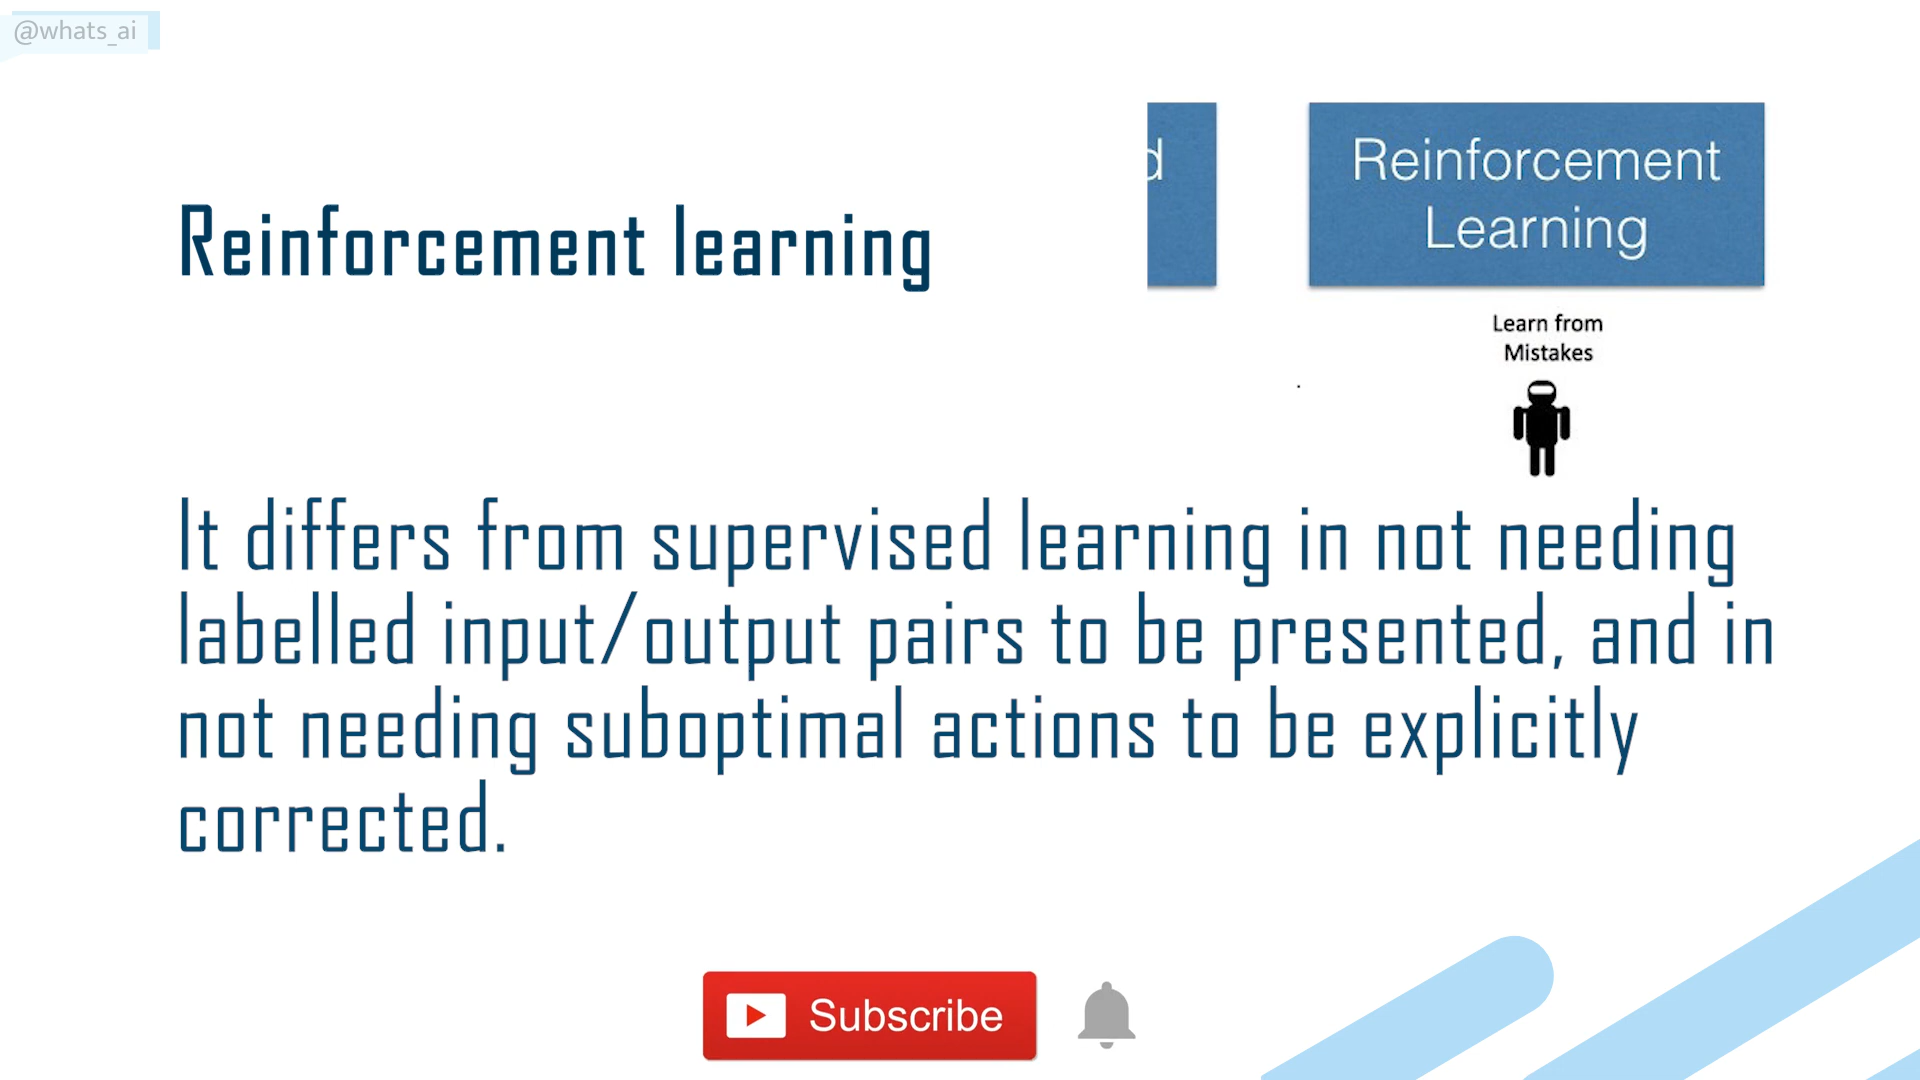 @whats_ai
d
Reinforcement
Learning
Reinforcement learning
Learn from
Mistakes
It differs from supervised learning in not needing
labelled input/output pairs to be presented, and in
not needing suboptimal actions to be explicitly
corrected.
Subscribe